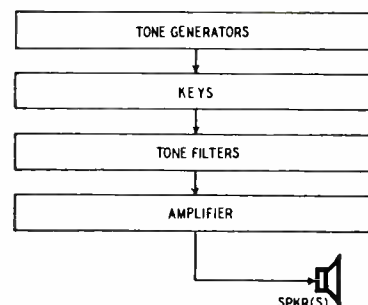 TONE GENERATORS
KEYS
TONE FILTERS
AMPLIFIER
SPKR(S)